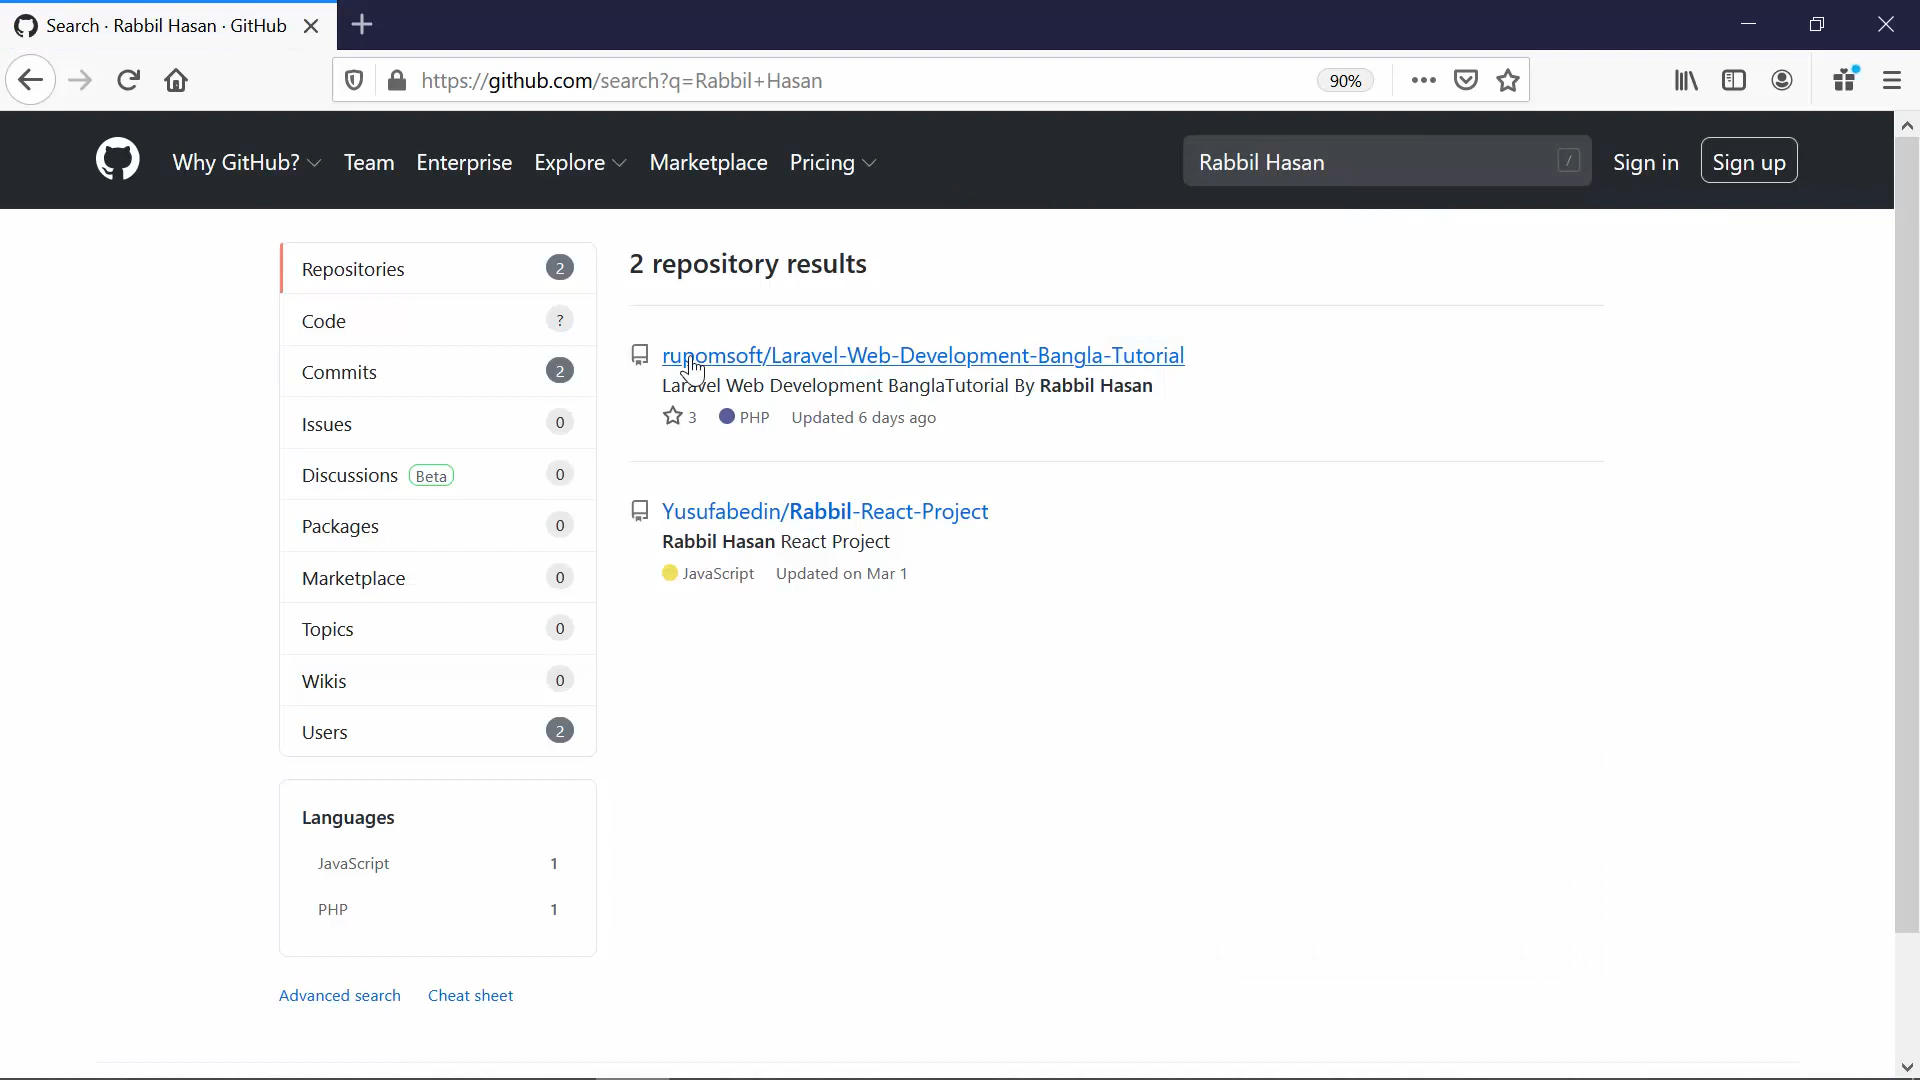 Search · Rabbil Hasan · GitHub
https://github.com/search?q=Rabbil+Hasan
90%
Why GitHub?
Team
Enterprise
Explore
Marketplace
Pricing
Rabbil Hasan
/
Sign in
Sign up
Repositories 2
Code ?
Commits 2
Issues 0
Discussions Beta 0
Packages 0
Marketplace 0
Topics 0
Wikis 0
Users 2
Languages
JavaScript 1
PHP 1
Advanced search
Cheat sheet
2 repository results
rupomsoft/Laravel-Web-Development-Bangla-Tutorial
Laravel Web Development BanglaTutorial By Rabbil Hasan
3 PHP Updated 6 days ago
Yusufabedin/Rabbil-React-Project
Rabbil Hasan React Project
JavaScript Updated on Mar 1